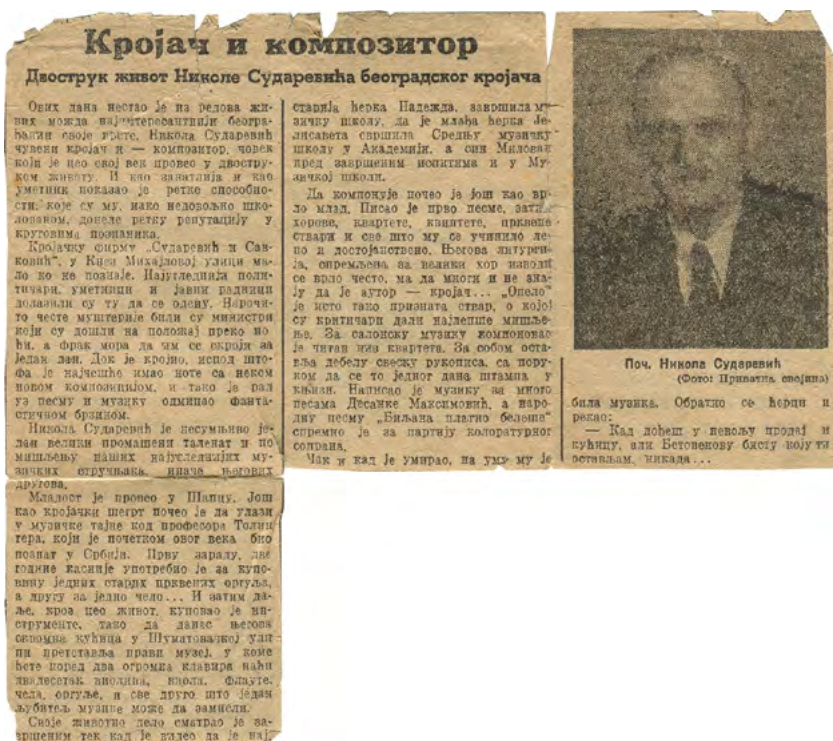 Кројач и композитор
Двострук живот Николе Сударевића београдског кројача
Ових дана нестао је из редова жи-
вих можда најинтересантнији београ-
ђанин своје врсте. Никола Сударевић
чувени кројач и — композитор, човек
који је цео свој век провео у двостру-
ком животу. И као занатлија и као
уметник показао је ретке способно-
сти, које су му, иако недовољно шко-
лованом, донеле ретку репутацију у
круговима познаника.
Кројачку фирму „Сударевић и Сан-
ковић“, у Кнез Михајловој улици ма-
ло ко не познаје. Најугледнији поли-
тичари, уметници и јавни радници
долазили су ту да се одену. Нарочи-
то честе муштерије били су министри
који су дошли на положај преко но-
ћи, а фрак мора да им се скроји за
један дан. Док је кројио, испод што-
фа је најчешће имао ноте са неком
новом композицијом, и тако је рад
уз песму и музику одмицао фанта-
стичном брзином.
Никола Сударевић је несумњиво је-
дан велики промашени таленат и по
мишљењу наших најугледнијих му-
зичких стручњака, иначе његових
другова.
Младост је провео у Шапцу. Још
као кројачки шегрт почео је да улази
у музичке тајне код професора Толин
гера, који је почетком овог века био
познат у Србији. Прву зараду, две
године касније употребио је за купо-
вину једних старих црквених оргуља,
а другу за једно чело... И затим да-
ље, кроз цео живот, куповао је ин-
струменте, тако да данас његова
скромна кућица у Шуматовачкој ули
ци претставља прави музеј, у коме
ћете поред два огромна клавира наћи
двадесетак виолина, виола, флауте,
чела, оргуље, и све друго што један
љубитељ музике може да замисли.
Своје животно дело сматрао је за-
вршеним тек кад је видео да је нај-
старија ћерка Надежда, завршила му
зичку школу, да је млађа ћерка Је-
лисавета свршила Средњу музичку
школу у Академији, а син Милован
пред завршеним испитима и у Му-
зичкој школи.
Да компонује почео је још као вр-
ло млад. Писао је прво песме, затим
хорове, квартете, квинтете, црквене
ствари и све што му се учинило ле-
по и достојанствено. Његова литурги-
ја, спремљена за велики хор изводи
се врло често, ма да многи и не зна-
ју да је аутор — кројач... „Опело“
је исто тако призната ствар, о којој
су критичари дали најлепше мишље-
ње. За салонску музику компоновао
је читав низ квартета. За собом оста-
вља дебелу свеску рукописа, са пору-
ком да се то једног дана штампа у
књизи. Написао је музику за много
песама Десанке Максимовић, а народ-
ну песму „Биљана платно белеше“
спремио је за партију колоратурног
сопрана.
Чак и кад је умирао, на уму му је
Поч. Никола Сударевић
(Фото: Приватна својина)
била музика. Обратио се ћерци и
рекао:
— Кад дођеш у невољу продај и
кућицу, али Бетовенову бисту коју ти
остављам, никада...